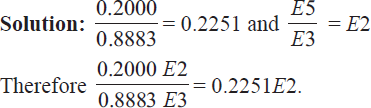 Solution: 0.2000 / 0.8883 = 0.2251 and E5 / E3 = E2
Therefore 0.2000 E2 / 0.8883 E3 = 0.2251E2.